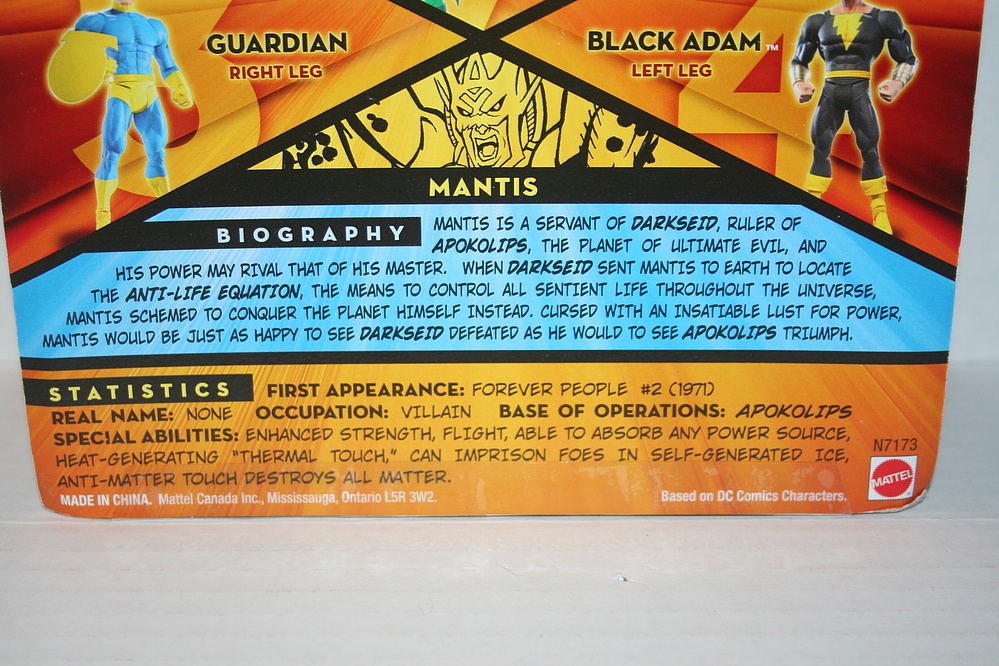 GUARDIAN
RIGHT LEG
BLACK ADAM™
LEFT LEG
MANTIS
BIOGRAPHY
MANTIS IS A SERVANT OF DARKSEID, RULER OF
APOKOLIPS, THE PLANET OF ULTIMATE EVIL, AND
HIS POWER MAY RIVAL THAT OF HIS MASTER. WHEN DARKSEID SENT MANTIS TO EARTH TO LOCATE
THE ANTI-LIFE EQUATION, THE MEANS TO CONTROL ALL SENTIENT LIFE THROUGHOUT THE UNIVERSE,
MANTIS SCHEMED TO CONQUER THE PLANET HIMSELF INSTEAD. CURSED WITH AN INSATIABLE LUST FOR POWER,
MANTIS WOULD BE JUST AS HAPPY TO SEE DARKSEID DEFEATED AS HE WOULD TO SEE APOKOLIPS TRIUMPH.
STATISTICS FIRST APPEARANCE: FOREVER PEOPLE #2 (1971)
REAL NAME: NONE OCCUPATION: VILLAIN BASE OF OPERATIONS: APOKOLIPS
SPECIAL ABILITIES: ENHANCED STRENGTH, FLIGHT, ABLE TO ABSORB ANY POWER SOURCE,
HEAT-GENERATING "THERMAL TOUCH," CAN IMPRISON FOES IN SELF-GENERATED ICE,
ANTI-MATTER TOUCH DESTROYS ALL MATTER.
N7173
MATTEL
MADE IN CHINA. Mattel Canada Inc., Mississauga, Ontario L5R 3W2.
Based on DC Comics Characters.